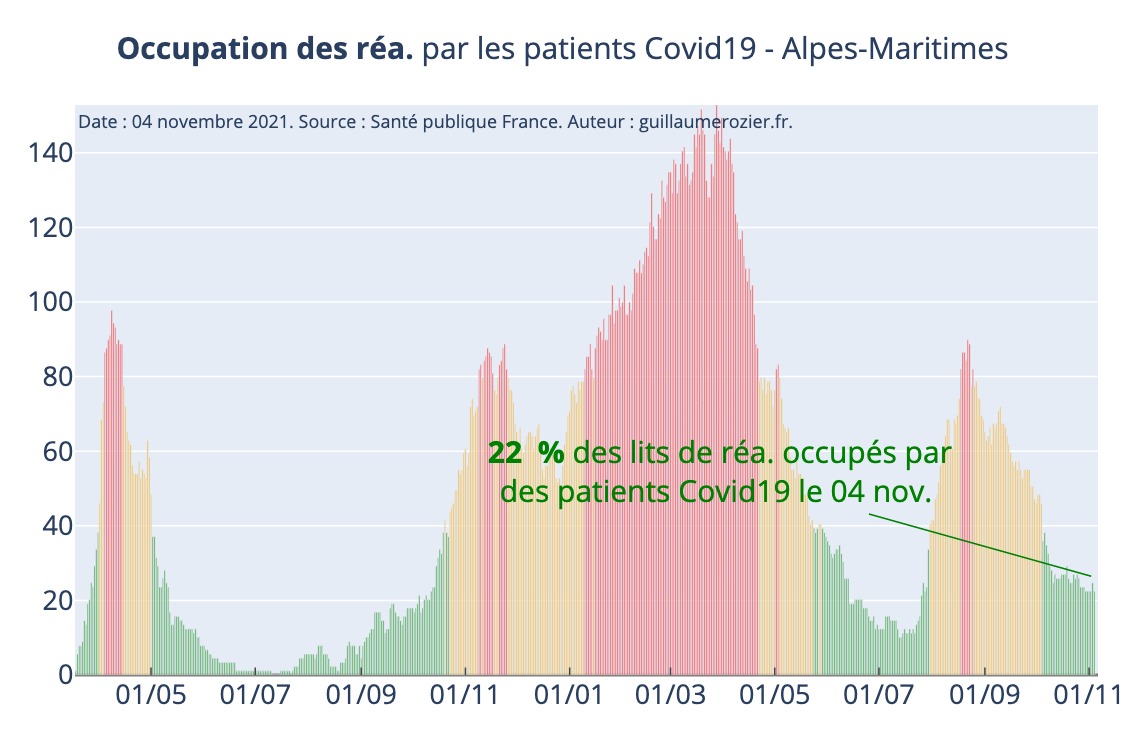 Occupation des réa. par les patients Covid19 - Alpes-Maritimes
Date : 04 novembre 2021. Source : Santé publique France. Auteur : guillaumerozier.fr.
140
120
100
80
60
40
20
0
22 % des lits de réa. occupés par
des patients Covid19 le 04 nov.
01/05 01/07 01/09 01/11 01/01 01/03 01/05 01/07 01/09 01/11